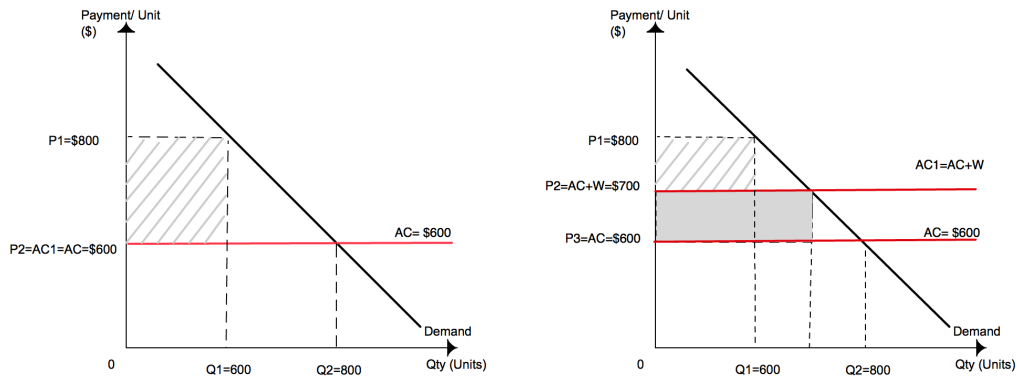 Payment/ Unit
($)
P1=$800
P2=AC1=AC=$600
AC= $600
Demand
0
Q1=600
Q2=800
Qty (Units)
Payment/ Unit
($)
P1=$800
AC1=AC+W
P2=AC+W=$700
P3=AC=$600
AC= $600
Demand
0
Q1=600
Q2=800
Qty (Units)